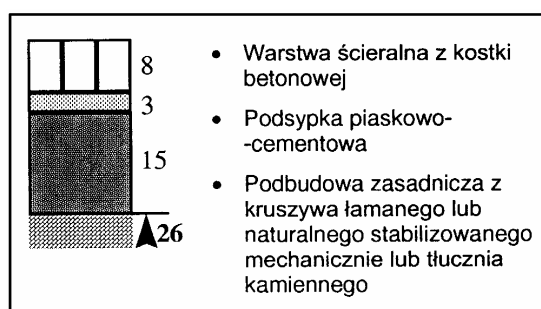 8
3
15
26
• Warstwa ścieralna z kostki
betonowej
• Podsypka piaskowo-
-cementowa
• Podbudowa zasadnicza z
kruszywa łamanego lub
naturalnego stabilizowanego
mechanicznie lub tłucznia
kamiennego